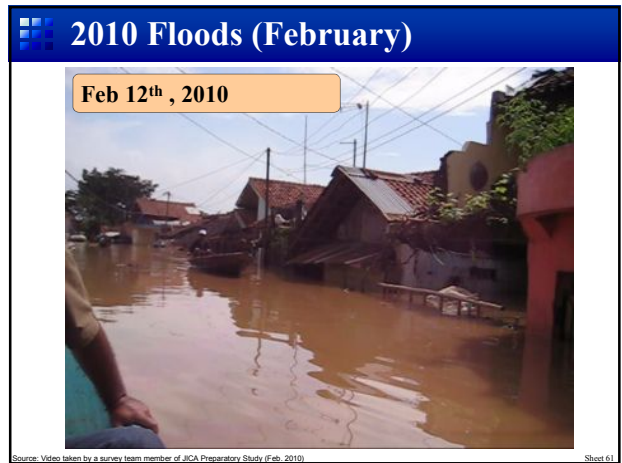 2010 Floods (February)
Feb 12th , 2010
Source: Video taken by a survey team member of JICA Preparatory Study (Feb. 2010)
Sheet 61